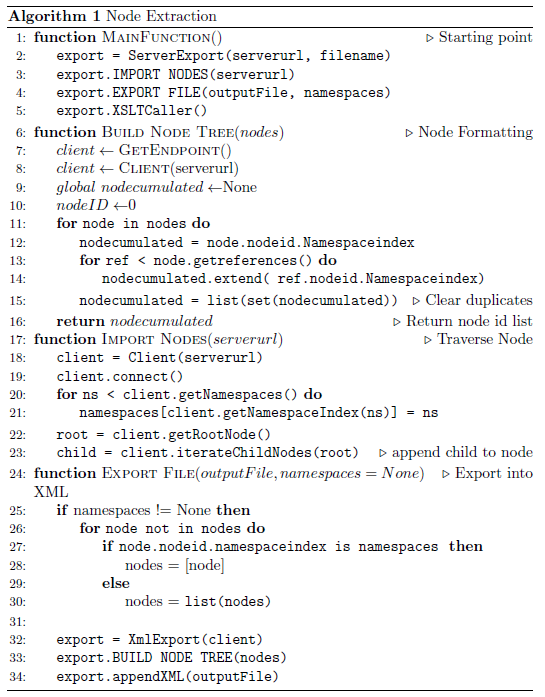 Algorithm 1 Node Extraction
1: function MainFunction() ▷ Starting point
2: export = ServerExport(serverurl, filename)
3: export.IMPORT NODES(serverurl)
4: export.EXPORT FILE(outputFile, namespaces)
5: export.XSLTCaller()
6: function Build Node Tree(nodes) ▷ Node Formatting
7: client ← GetEndpoint()
8: client ← Client(serverurl)
9: global nodecumulated ←None
10: nodeID ←0
11: for node in nodes do
12: nodecumulated = node.nodeid.Namespaceindex
13: for ref < node.getreferences() do
14: nodecumulated.extend( ref.nodeid.Namespaceindex)
15: nodecumulated = list(set(nodecumulated)) ▷ Clear duplicates
16: return nodecumulated ▷ Return node id list
17: function Import Nodes(serverurl) ▷ Traverse Node
18: client = Client(serverurl)
19: client.connect()
20: for ns < client.getNamespaces() do
21: namespaces[client.getNamespaceIndex(ns)] = ns
22: root = client.getRootNode()
23: child = client.iterateChildNodes(root) ▷ append child to node
24: function Export File(outputFile, namespaces = None) ▷ Export into
XML
25: if namespaces != None then
26: for node not in nodes do
27: if node.nodeid.namespaceindex is namespaces then
28: nodes = [node]
29: else
30: nodes = list(nodes)
31:
32: export = XmlExport(client)
33: export.BUILD NODE TREE(nodes)
34: export.appendXML(outputFile)